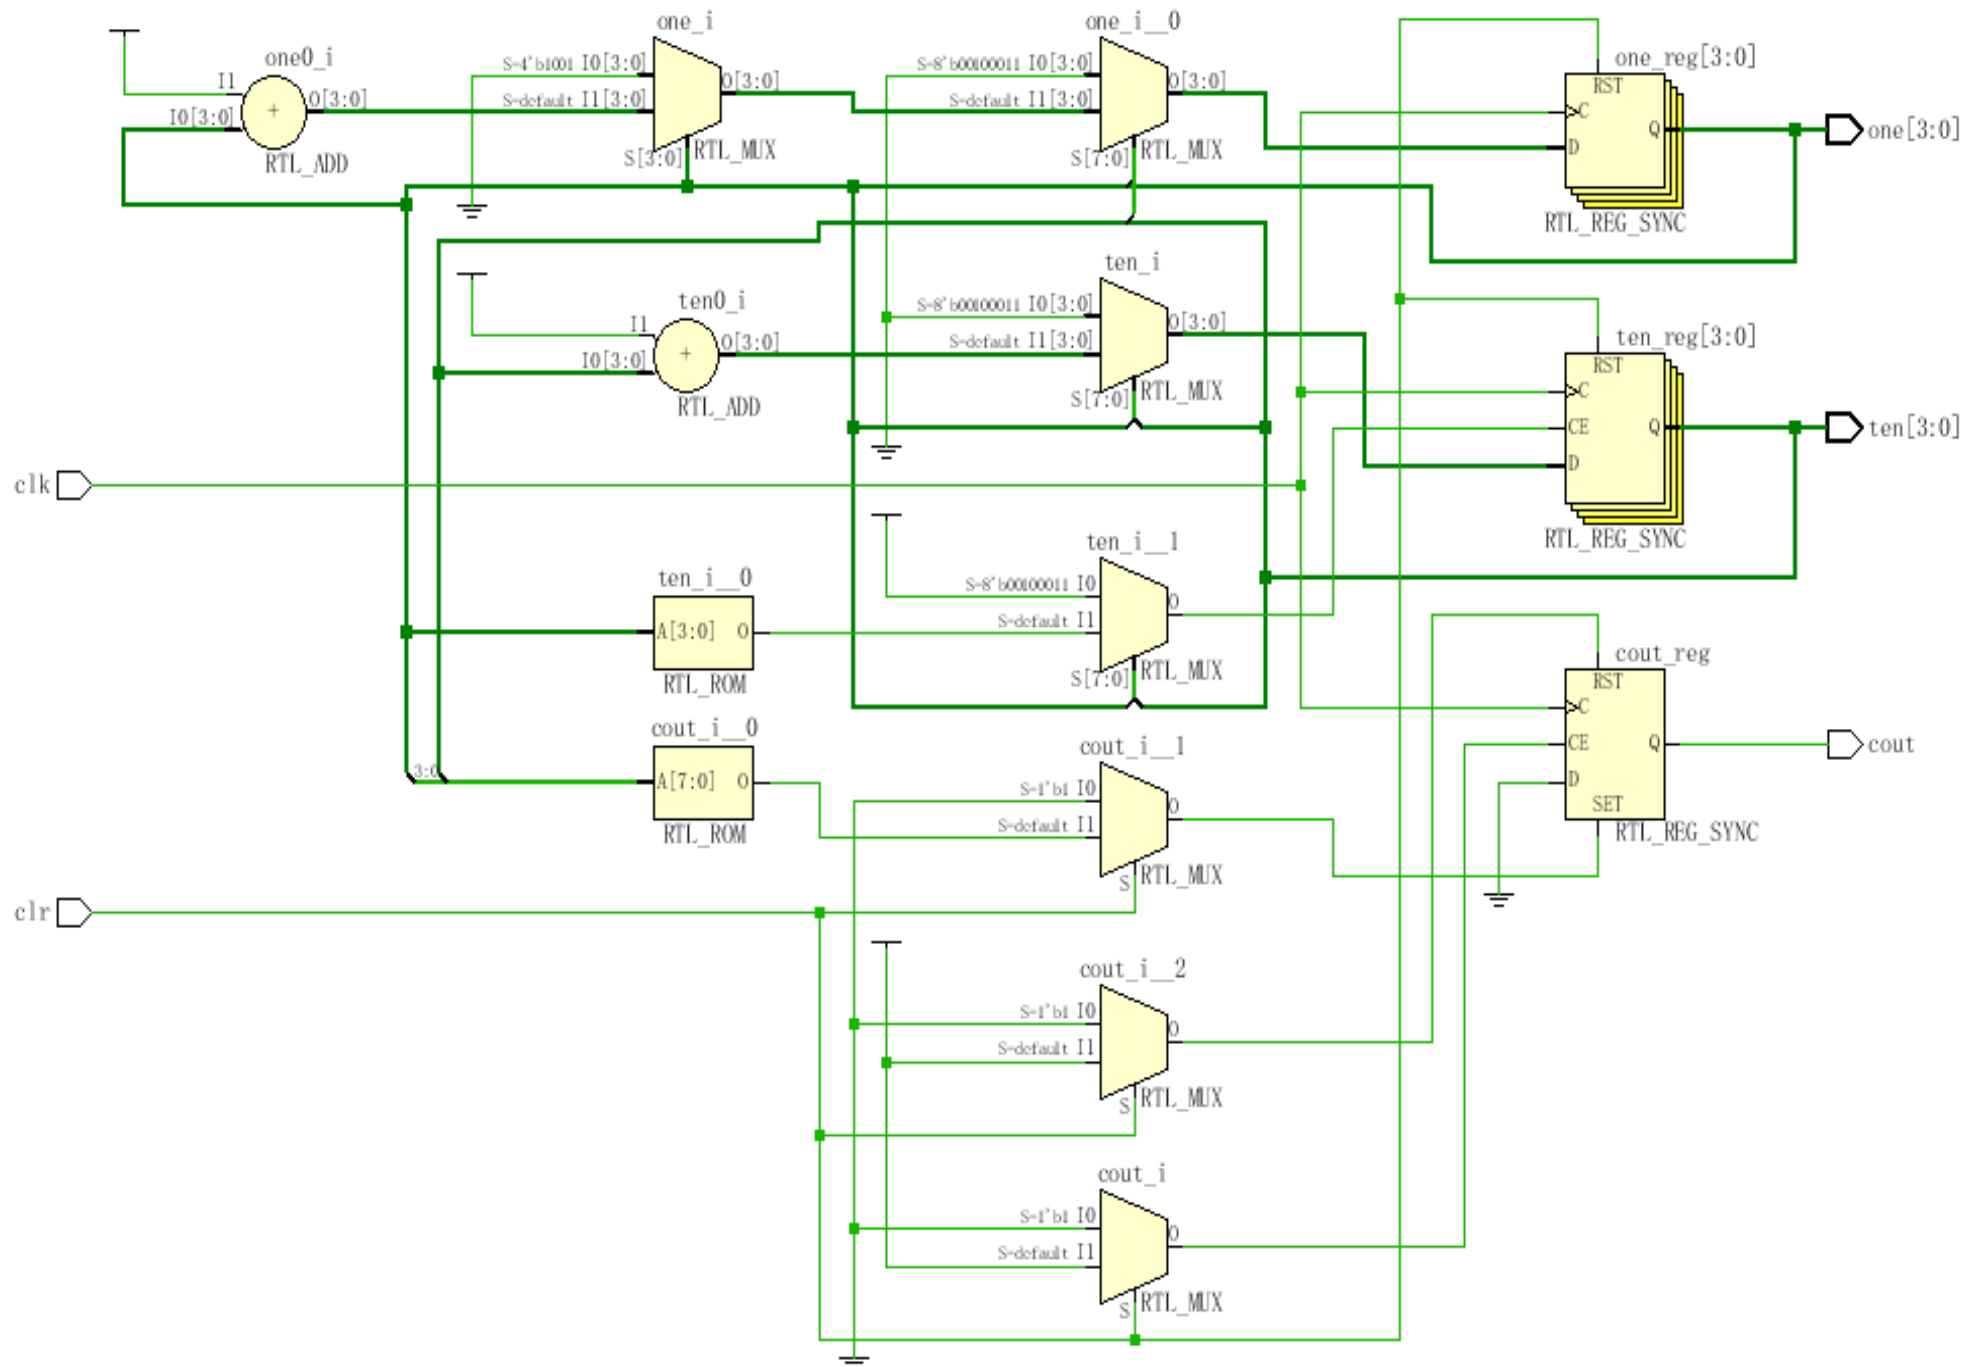 one0_i
I1
I0[3:0]
+
O[3:0]
RTL_ADD
one_i
S=4'b1001 I0[3:0]
S=default I1[3:0]
O[3:0]
S[3:0]
RTL_MUX
one_i__0
S=8'b00100011 I0[3:0]
S=default I1[3:0]
O[3:0]
S[7:0]
RTL_MUX
one_reg[3:0]
RST
C
D
Q
RTL_REG_SYNC
one[3:0]
ten0_i
I1
I0[3:0]
+
O[3:0]
RTL_ADD
ten_i
S=8'b00100011 I0[3:0]
S=default I1[3:0]
O[3:0]
S[7:0]
RTL_MUX
ten_reg[3:0]
RST
C
CE
D
Q
RTL_REG_SYNC
ten[3:0]
clk
ten_i__0
A[3:0] O
RTL_ROM
ten_i__1
S=8'b00100011 I0
S=default I1
O
S[7:0]
RTL_MUX
cout_i__0
3:0
A[7:0] O
RTL_ROM
cout_i__1
S=1'b1 I0
S=default I1
O
S
RTL_MUX
cout_reg
RST
C
CE
D
Q
SET
RTL_REG_SYNC
cout
clr
cout_i__2
S=1'b1 I0
S=default I1
O
S
RTL_MUX
cout_i
S=1'b1 I0
S=default I1
O
S
RTL_MUX